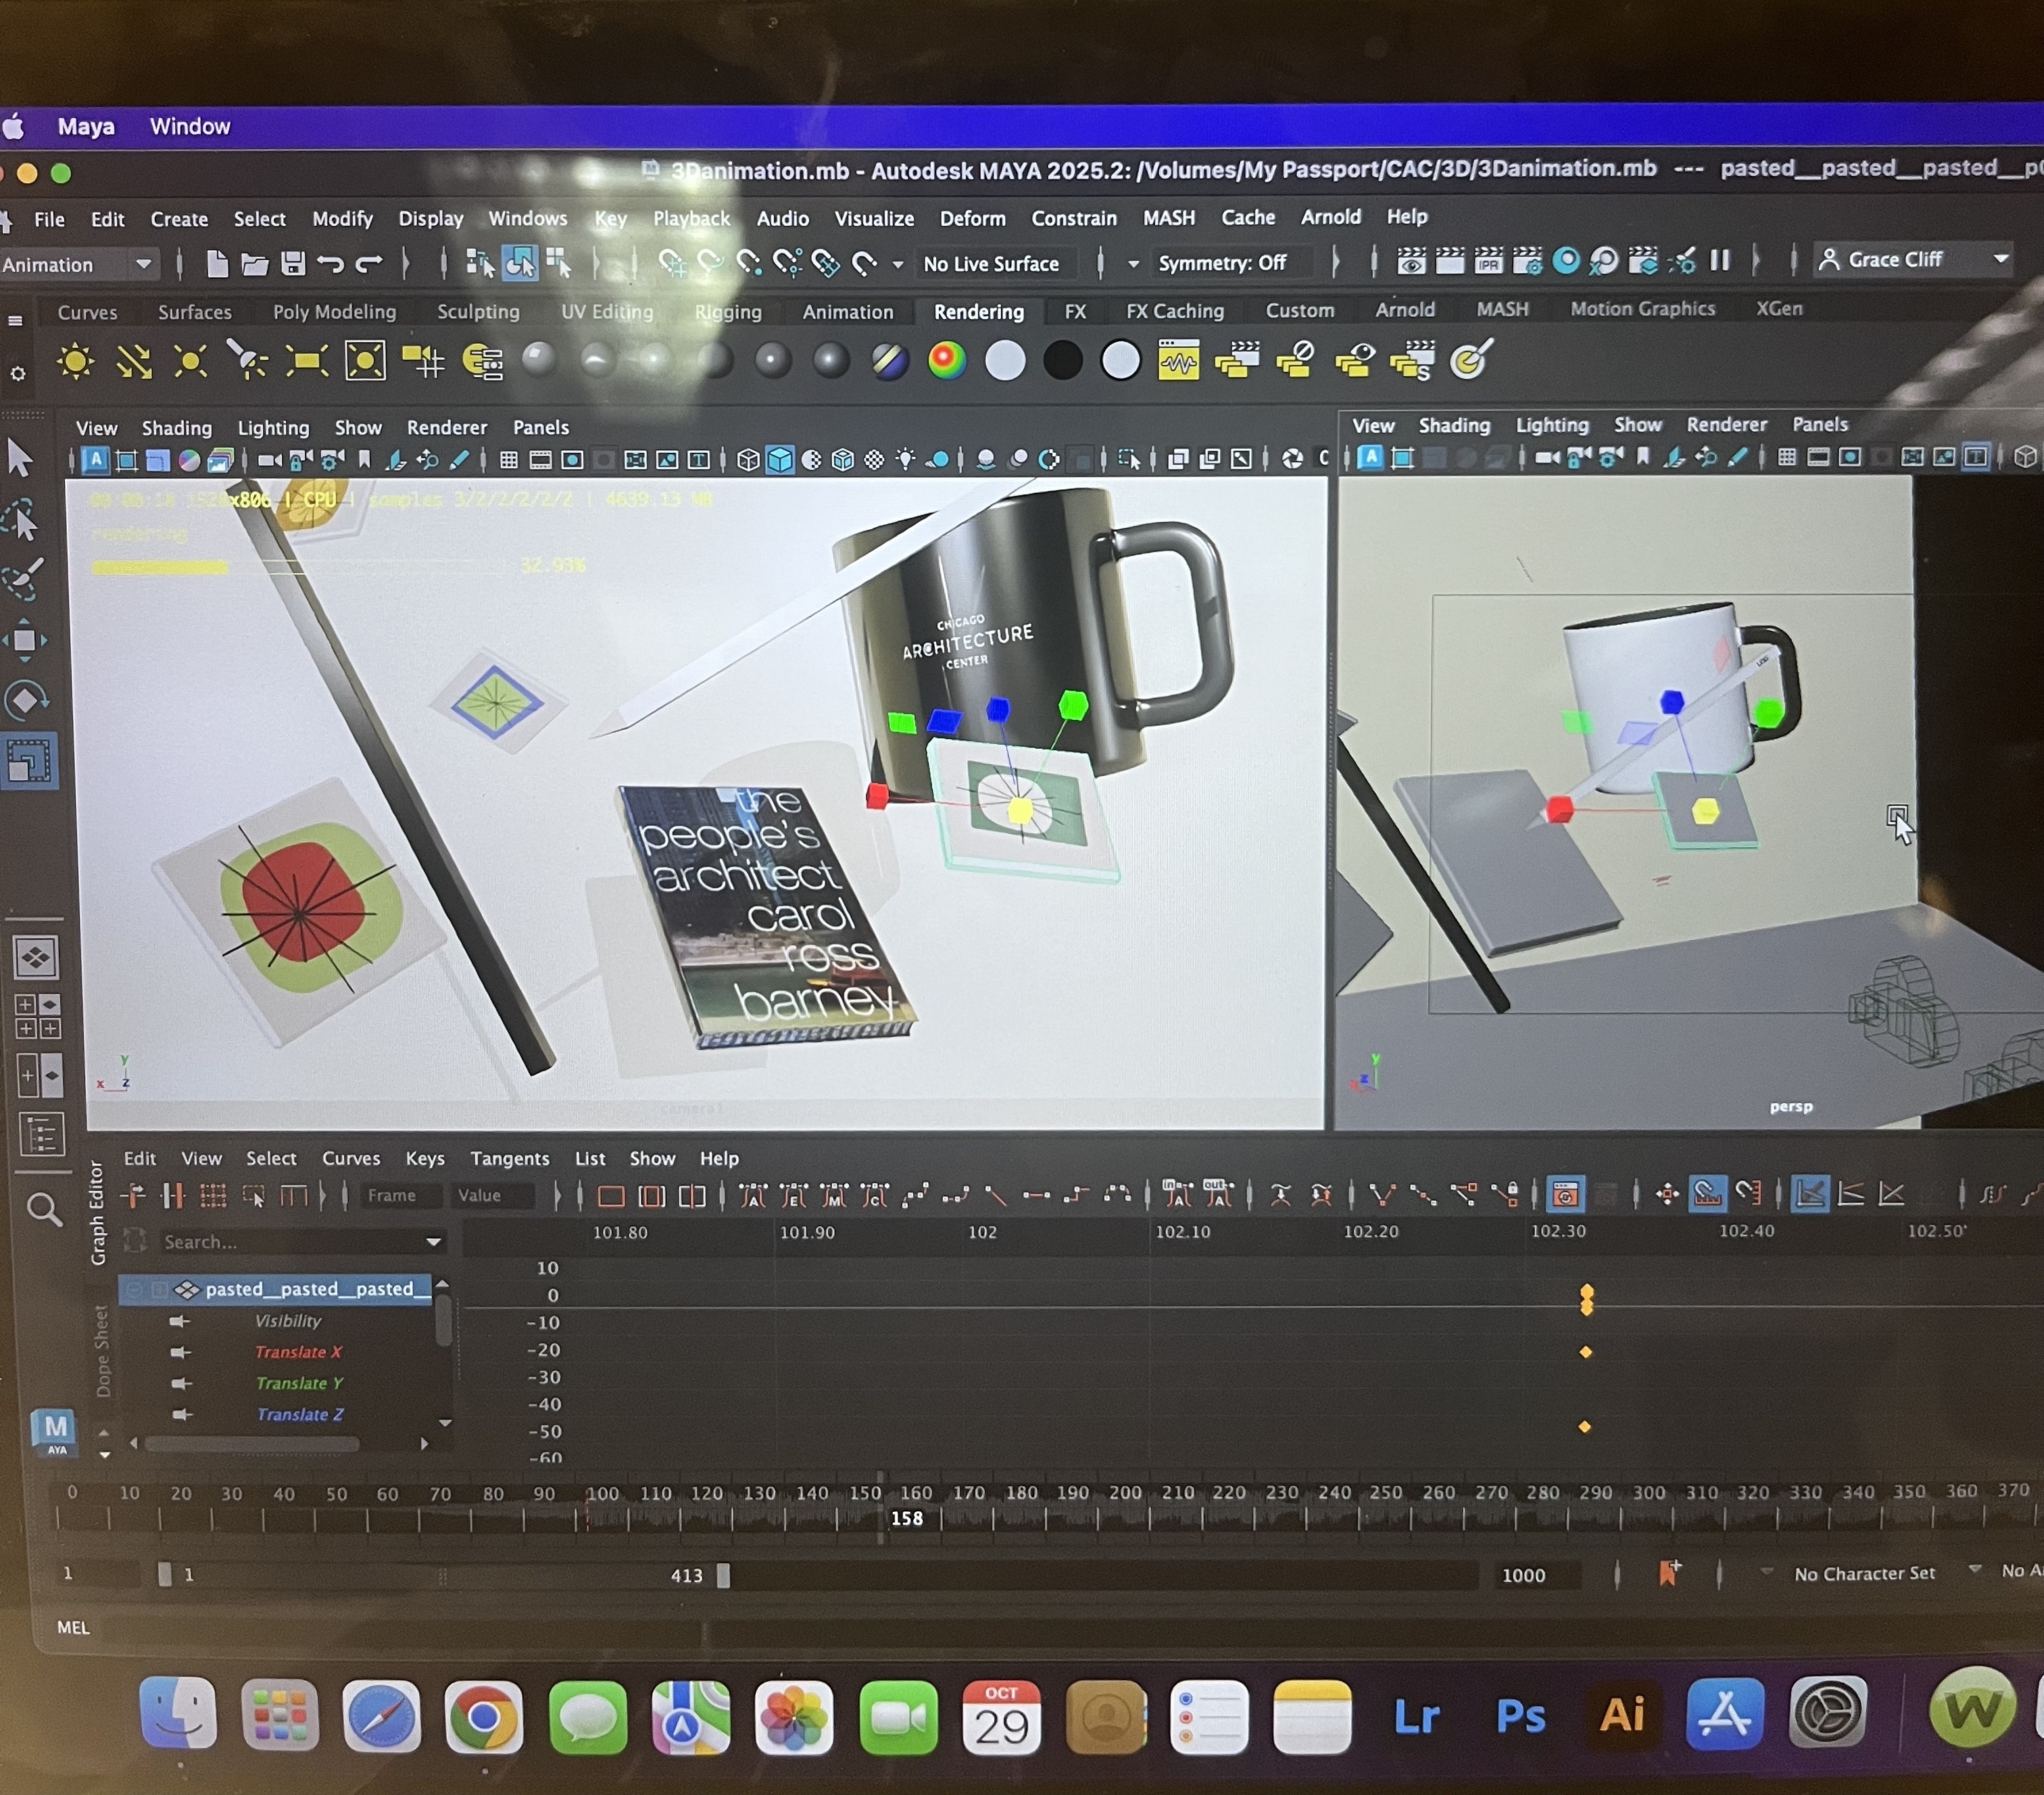 Maya Window
3Danimation.mb - Autodesk MAYA 2025.2: /Volumes/My Passport/CAC/3D/3Danimation.mb --- pasted__pasted__pasted__p
File Edit Create Select Modify Display Windows Key Playback Audio Visualize Deform Constrain MASH Cache Arnold Help
Animation No Live Surface Symmetry: Off IPR Grace Cliff
Curves Surfaces Poly Modeling Sculpting UV Editing Rigging Animation Rendering FX FX Caching Custom Arnold MASH Motion Graphics XGen
View Shading Lighting Show Renderer Panels
View Shading Lighting Show Renderer Panels
x806 | CPU | samples 3/2/2/2/2/2 | 4639.13 MB
rendering
32.93%
CHICAGO
ARCHITECTURE
CENTER
the
people's
architect
carol
ross
barney
y
x z
camera1
y
z
persp
Graph Editor
Dope Sheet
Edit View Select Curves Keys Tangents List Show Help
Frame Value
Search...
101.80 101.90 102 102.10 102.20 102.30 102.40 102.50
10
0
-10
-20
-30
-40
-50
-60
pasted__pasted__pasted__
Visibility
Translate X
Translate Y
Translate Z
M
AYA
0 10 20 30 40 50 60 70 80 90 100 110 120 130 140 150 160 170 180 190 200 210 220 230 240 250 260 270 280 290 300 310 320 330 340 350 360 370
158
1 1 413 1000 No Character Set No A
MEL
OCT
29
Lr Ps Ai W